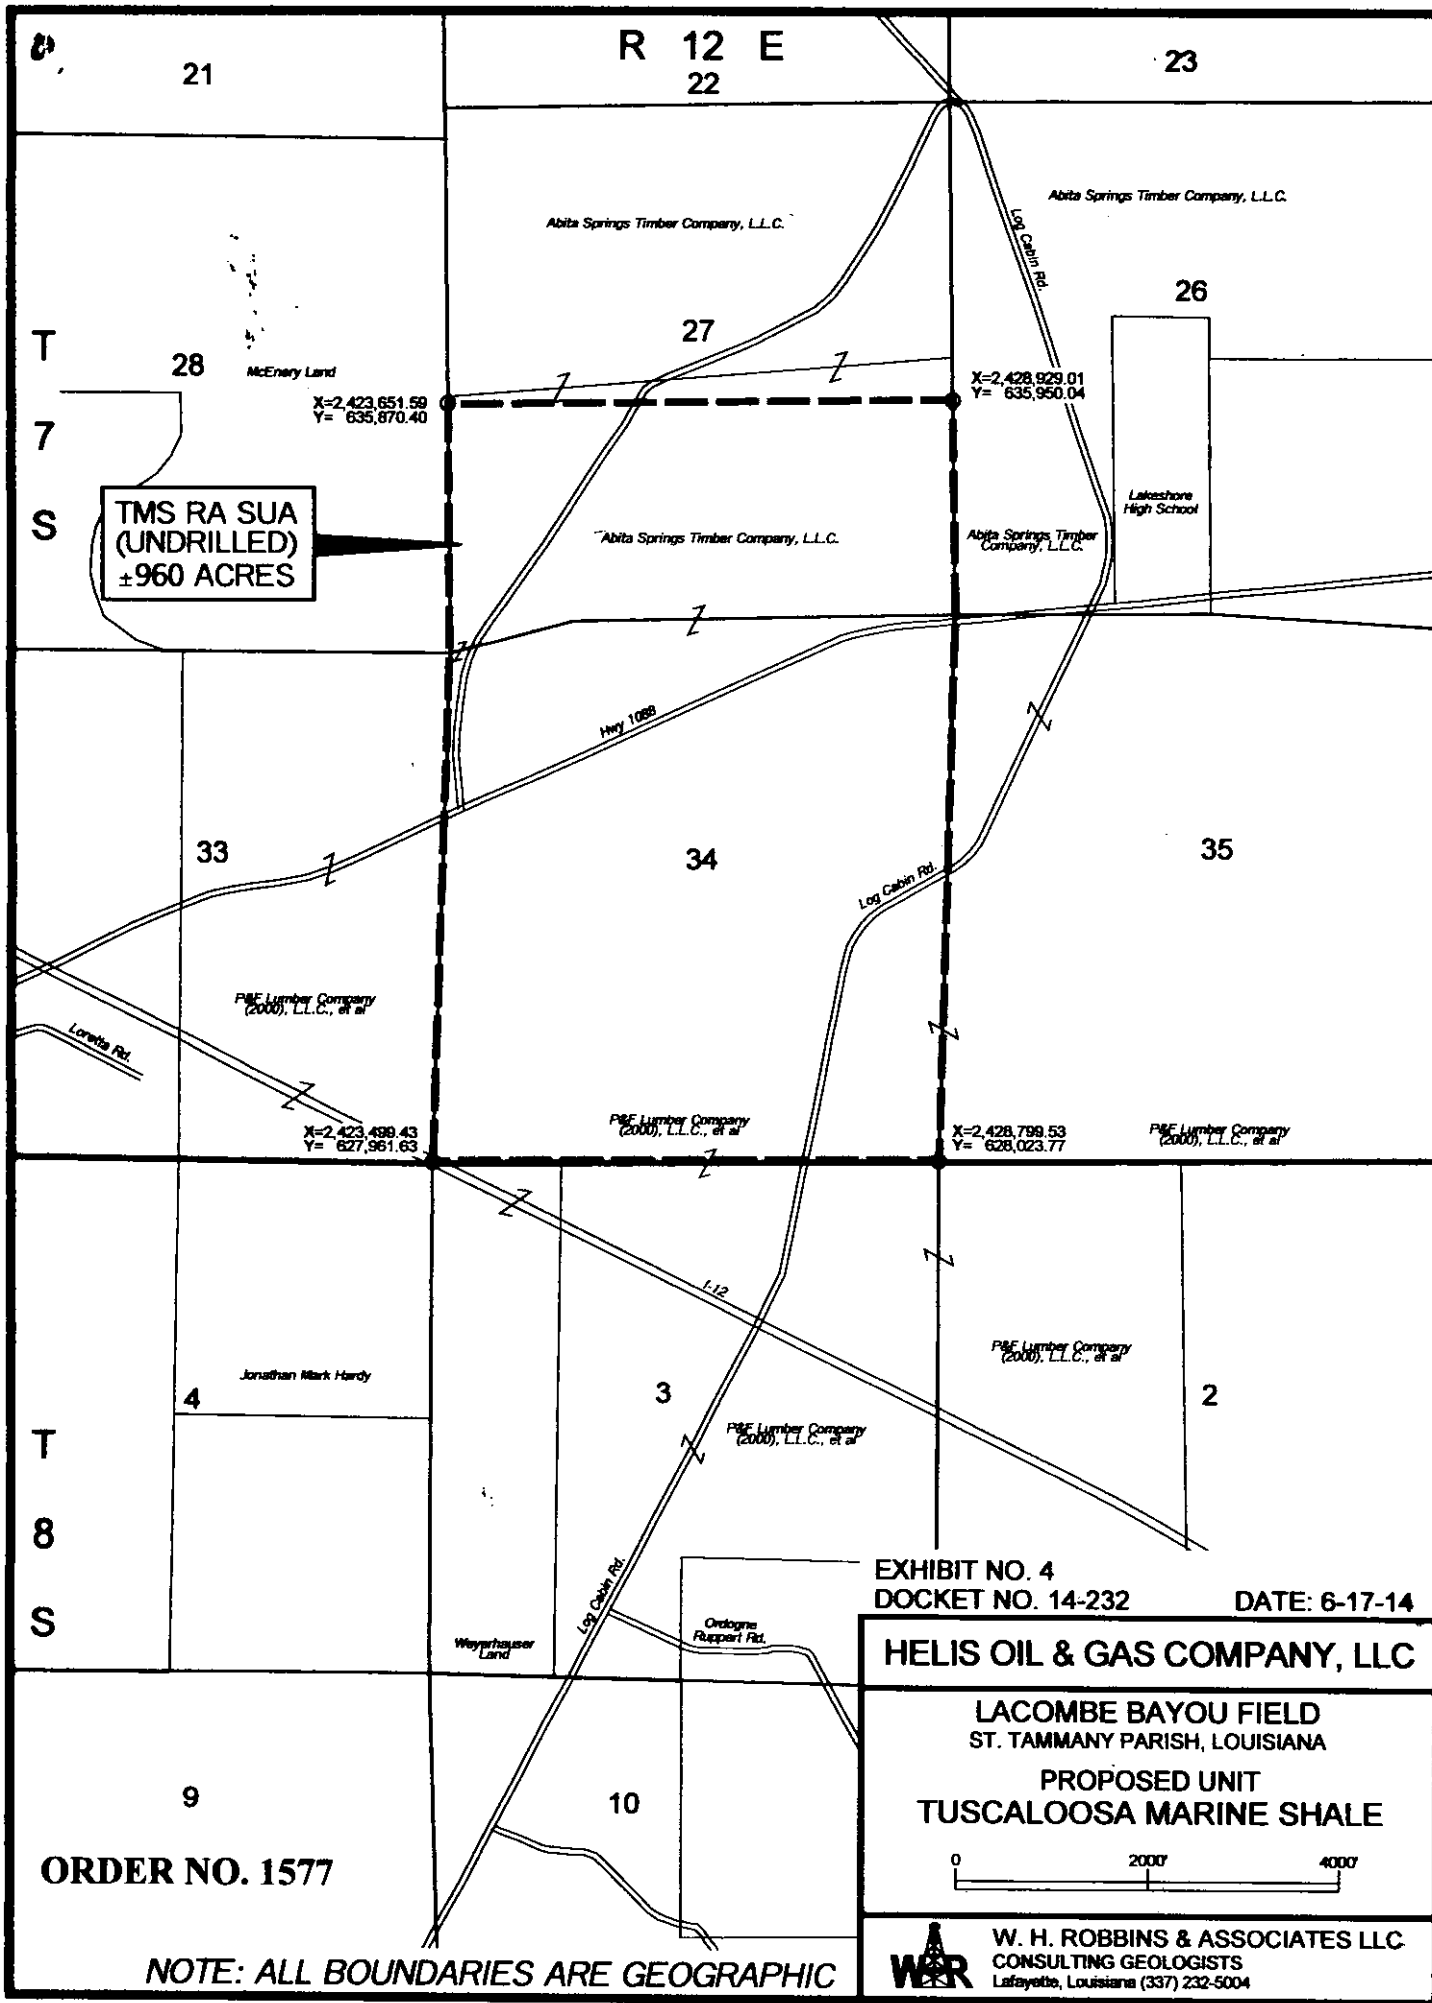 R 12 E
21
22
23
Abita Springs Timber Company, L.L.C.
Abita Springs Timber Company, L.L.C.
Log Cabin Rd.
26
27
T
7
S
28
McEnery Land
X=2,423,651.59
Y= 635,870.40
X=2,428,929.01
Y= 635,950.04
TMS RA SUA
(UNDRILLED)
±960 ACRES
Lakeshore
High School
Abita Springs Timber Company, L.L.C.
Abita Springs Timber
Company, L.L.C.
Hwy 1088
33
34
35
Log Cabin Rd.
P&F Lumber Company
(2000), L.L.C., et al
Loretta Rd.
X=2,423,499.43
Y= 627,961.63
P&F Lumber Company
(2000), L.L.C., et al
X=2,428,799.53
Y= 628,023.77
P&F Lumber Company
(2000), L.L.C., et al
I-12
P&F Lumber Company
(2000), L.L.C., et al
Jonathan Mark Hardy
4
3
2
P&F Lumber Company
(2000), L.L.C., et al
T
8
S
Log Cabin Rd.
Weyerhauser
Land
Ordogne
Ruppert Rd.
EXHIBIT NO. 4
DOCKET NO. 14-232
DATE: 6-17-14
HELIS OIL & GAS COMPANY, LLC
LACOMBE BAYOU FIELD
ST. TAMMANY PARISH, LOUISIANA
PROPOSED UNIT
TUSCALOOSA MARINE SHALE
0 2000' 4000'
9
10
ORDER NO. 1577
NOTE: ALL BOUNDARIES ARE GEOGRAPHIC
WAR
W. H. ROBBINS & ASSOCIATES LLC
CONSULTING GEOLOGISTS
Lafayette, Louisiana (337) 232-5004